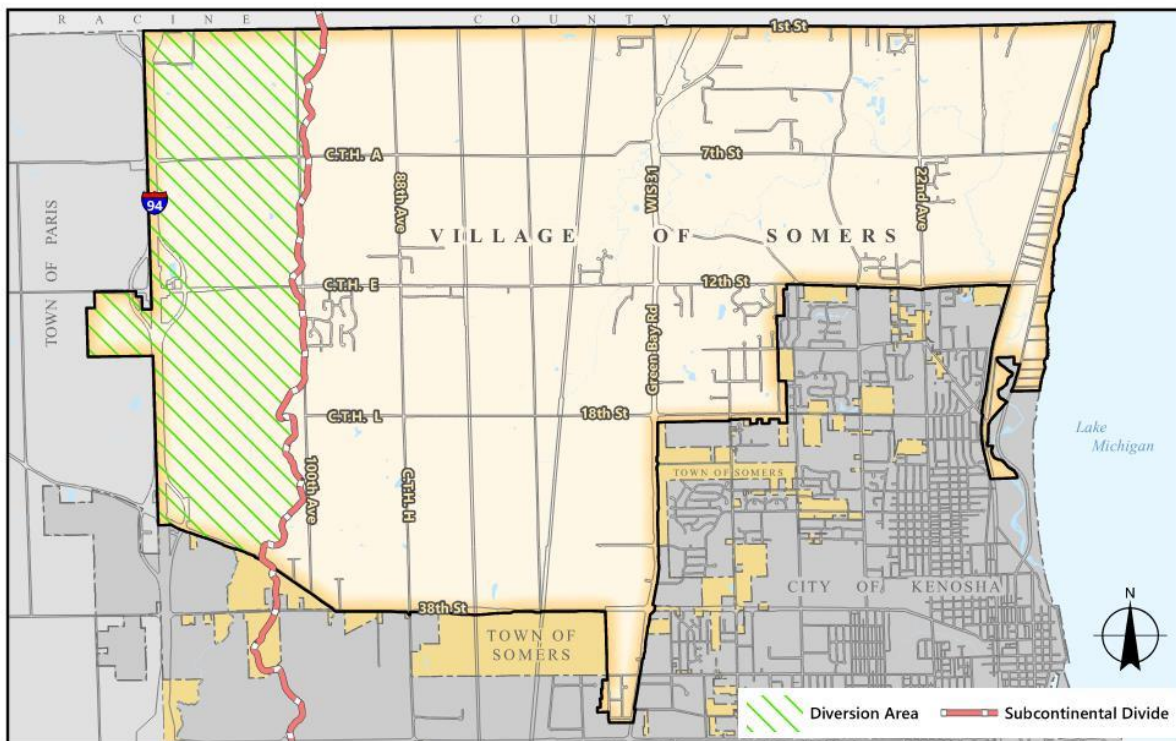 RACINE COUNTY
1st St
C.T.H. A
7th St
88th Ave
STH 31
22nd Ave
94
TOWN OF PARIS
VILLAGE OF SOMERS
C.T.H. E
12th St
Green Bay Rd
C.T.H. L
18th St
Lake
Michigan
100th Ave
C.T.H. H
TOWN OF SOMERS
CITY OF KENOSHA
38th St
TOWN OF
SOMERS
N
Diversion Area
Subcontinental Divide